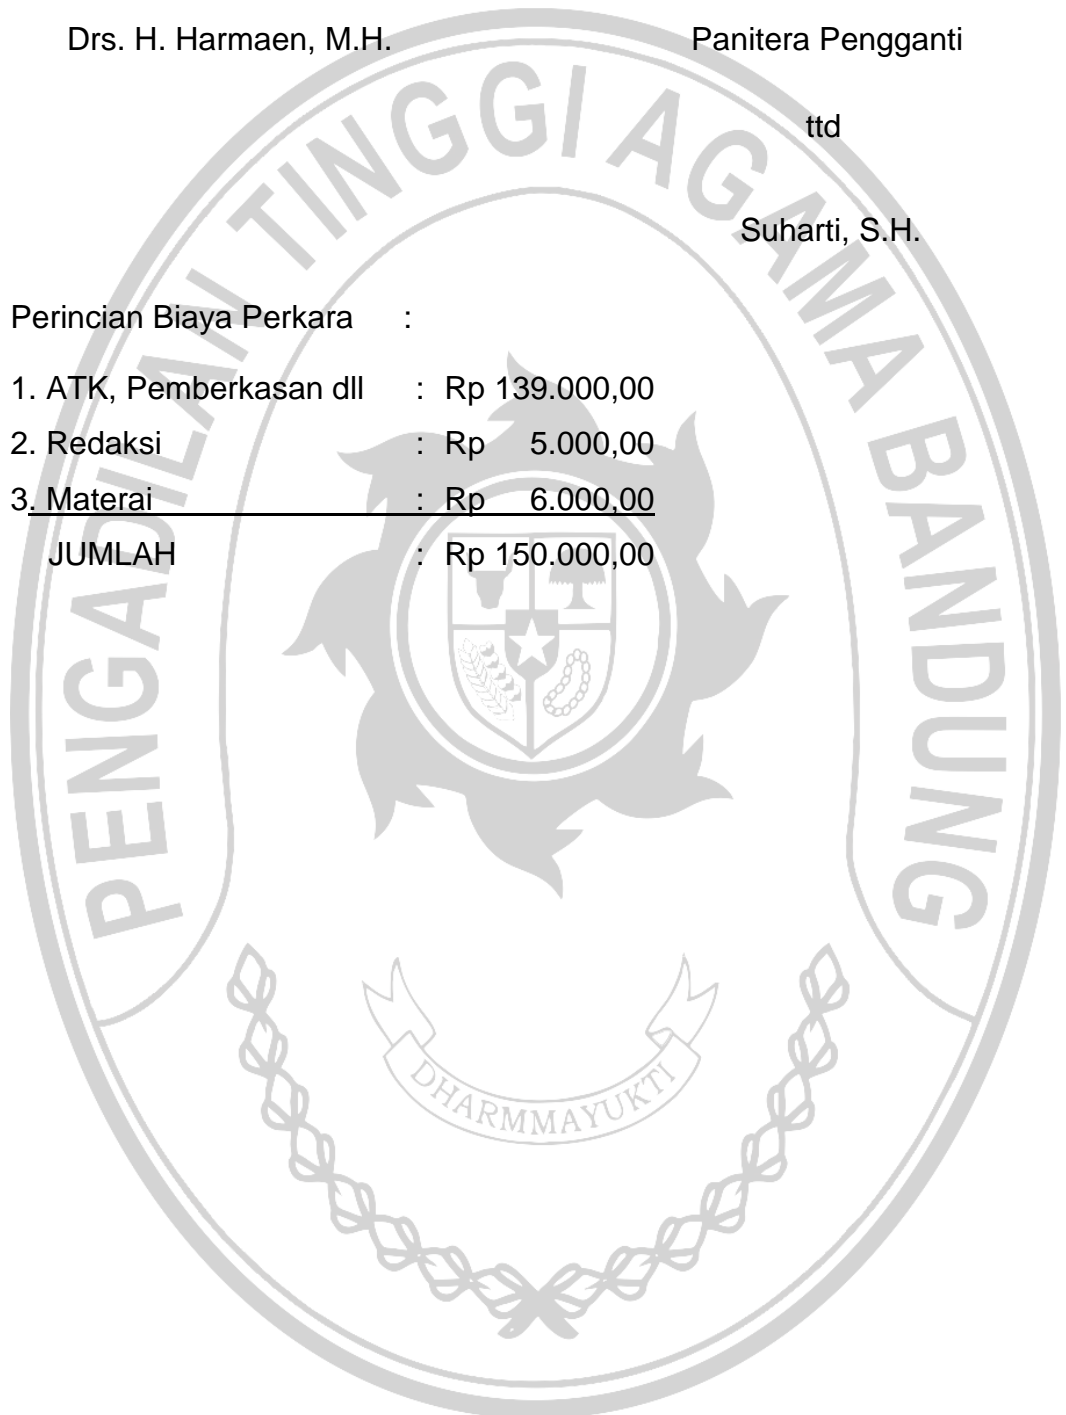 Drs. H. Harmaen, M.H. Panitera Pengganti
ttd
Suharti, S.H.
Perincian Biaya Perkara :
1. ATK, Pemberkasan dll : Rp 139.000,00
2. Redaksi : Rp 5.000,00
3. Materai : Rp 6.000,00
JUMLAH : Rp 150.000,00
PENGADILAN TINGGI AGAMA BANDUNG
DHARMMAYUKTI